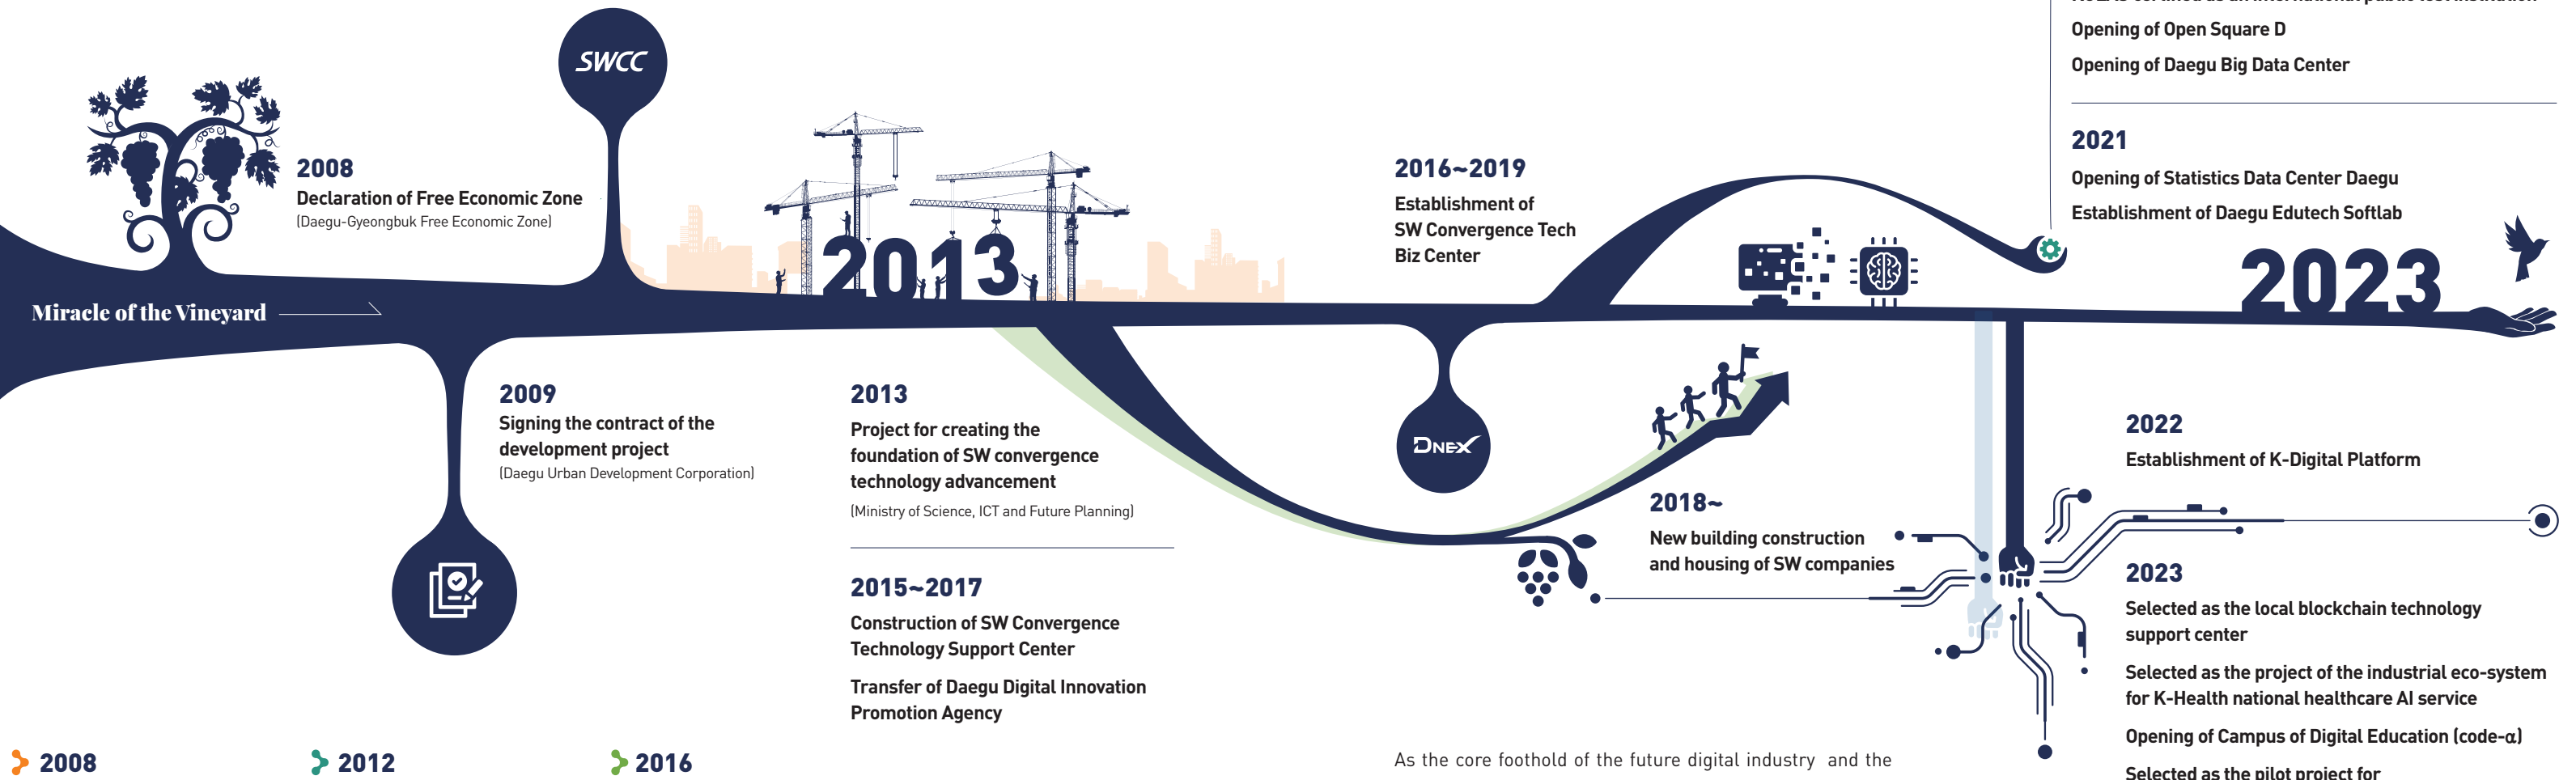 Opening of Open Square D
Opening of Daegu Big Data Center
SWCC
2008
Declaration of Free Economic Zone
(Daegu-Gyeongbuk Free Economic Zone)
2013
2016~2019
Establishment of
SW Convergence Tech
Biz Center
2021
Opening of Statistics Data Center Daegu
Establishment of Daegu Edutech Softlab
2023
Miracle of the Vineyard
2009
Signing the contract of the
development project
(Daegu Urban Development Corporation)
2013
Project for creating the
foundation of SW convergence
technology advancement
(Ministry of Science, ICT and Future Planning)
2015~2017
Construction of SW Convergence
Technology Support Center
Transfer of Daegu Digital Innovation
Promotion Agency
DNEX
2018~
New building construction
and housing of SW companies
2022
Establishment of K-Digital Platform
2023
Selected as the local blockchain technology
support center
Selected as the project of the industrial eco-system
for K-Health national healthcare AI service
Opening of Campus of Digital Education (code-α)
Selected as the pilot project for
2008
2012
2016
As the core foothold of the future digital industry and the